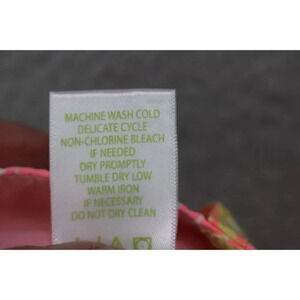 MACHINE WASH COLD
DELICATE CYCLE
NON-CHLORINE BLEACH
IF NEEDED
DRY PROMPTLY
TUMBLE DRY LOW
WARM IRON
IF NECESSARY
DO NOT DRY CLEAN